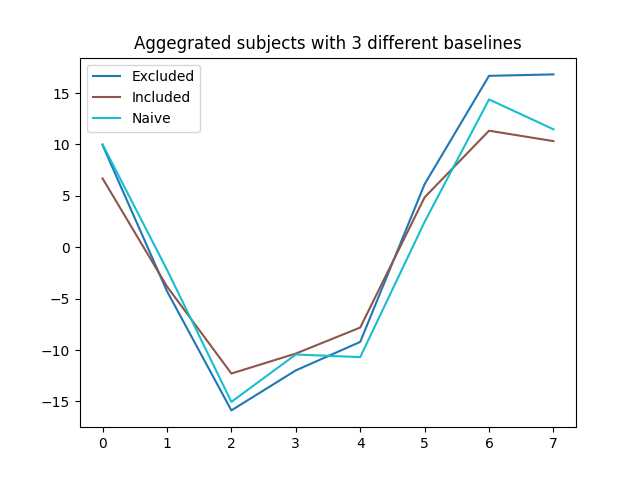 Aggegrated subjects with 3 different baselines
Excluded
Included
Naive
15
10
5
0
−5
−10
−15
0 1 2 3 4 5 6 7